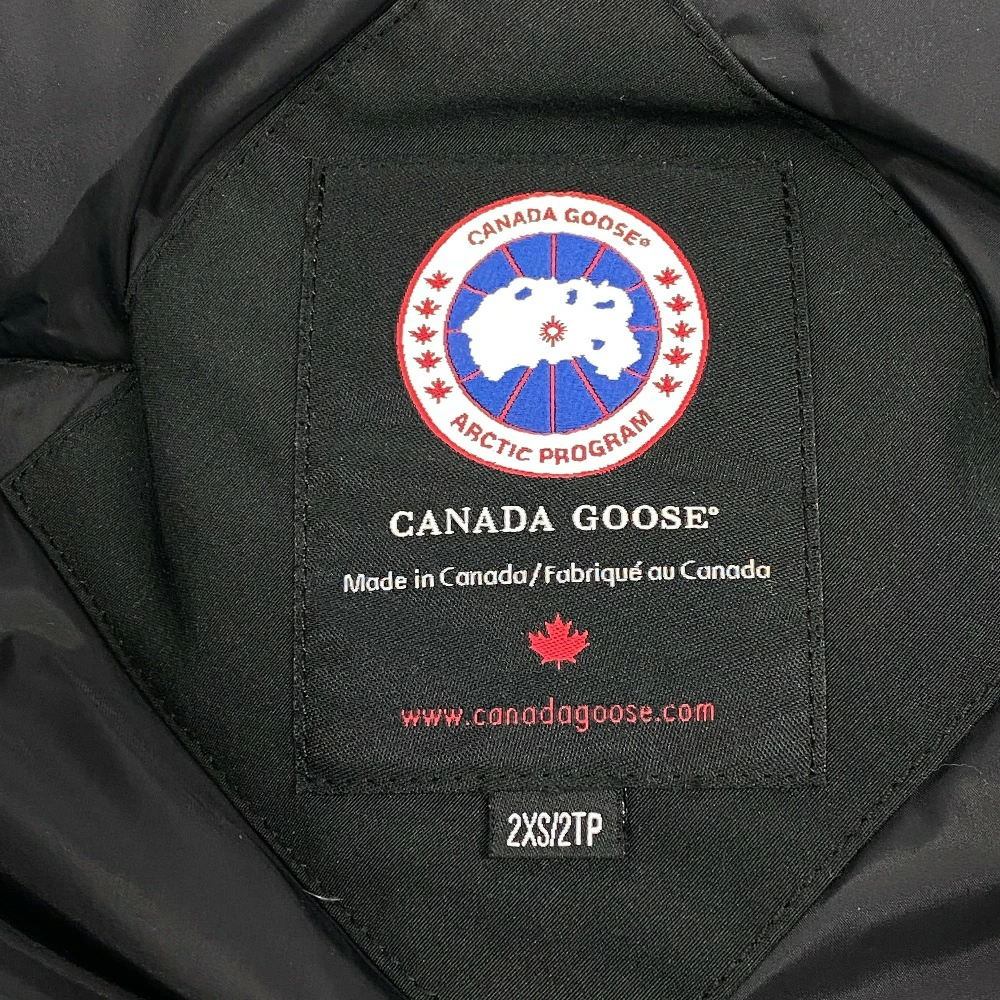 CANADA GOOSE®
ARCTIC PROGRAM
CANADA GOOSE®
Made in Canada/Fabriqué au Canada
www.canadagoose.com
2XS/2TP